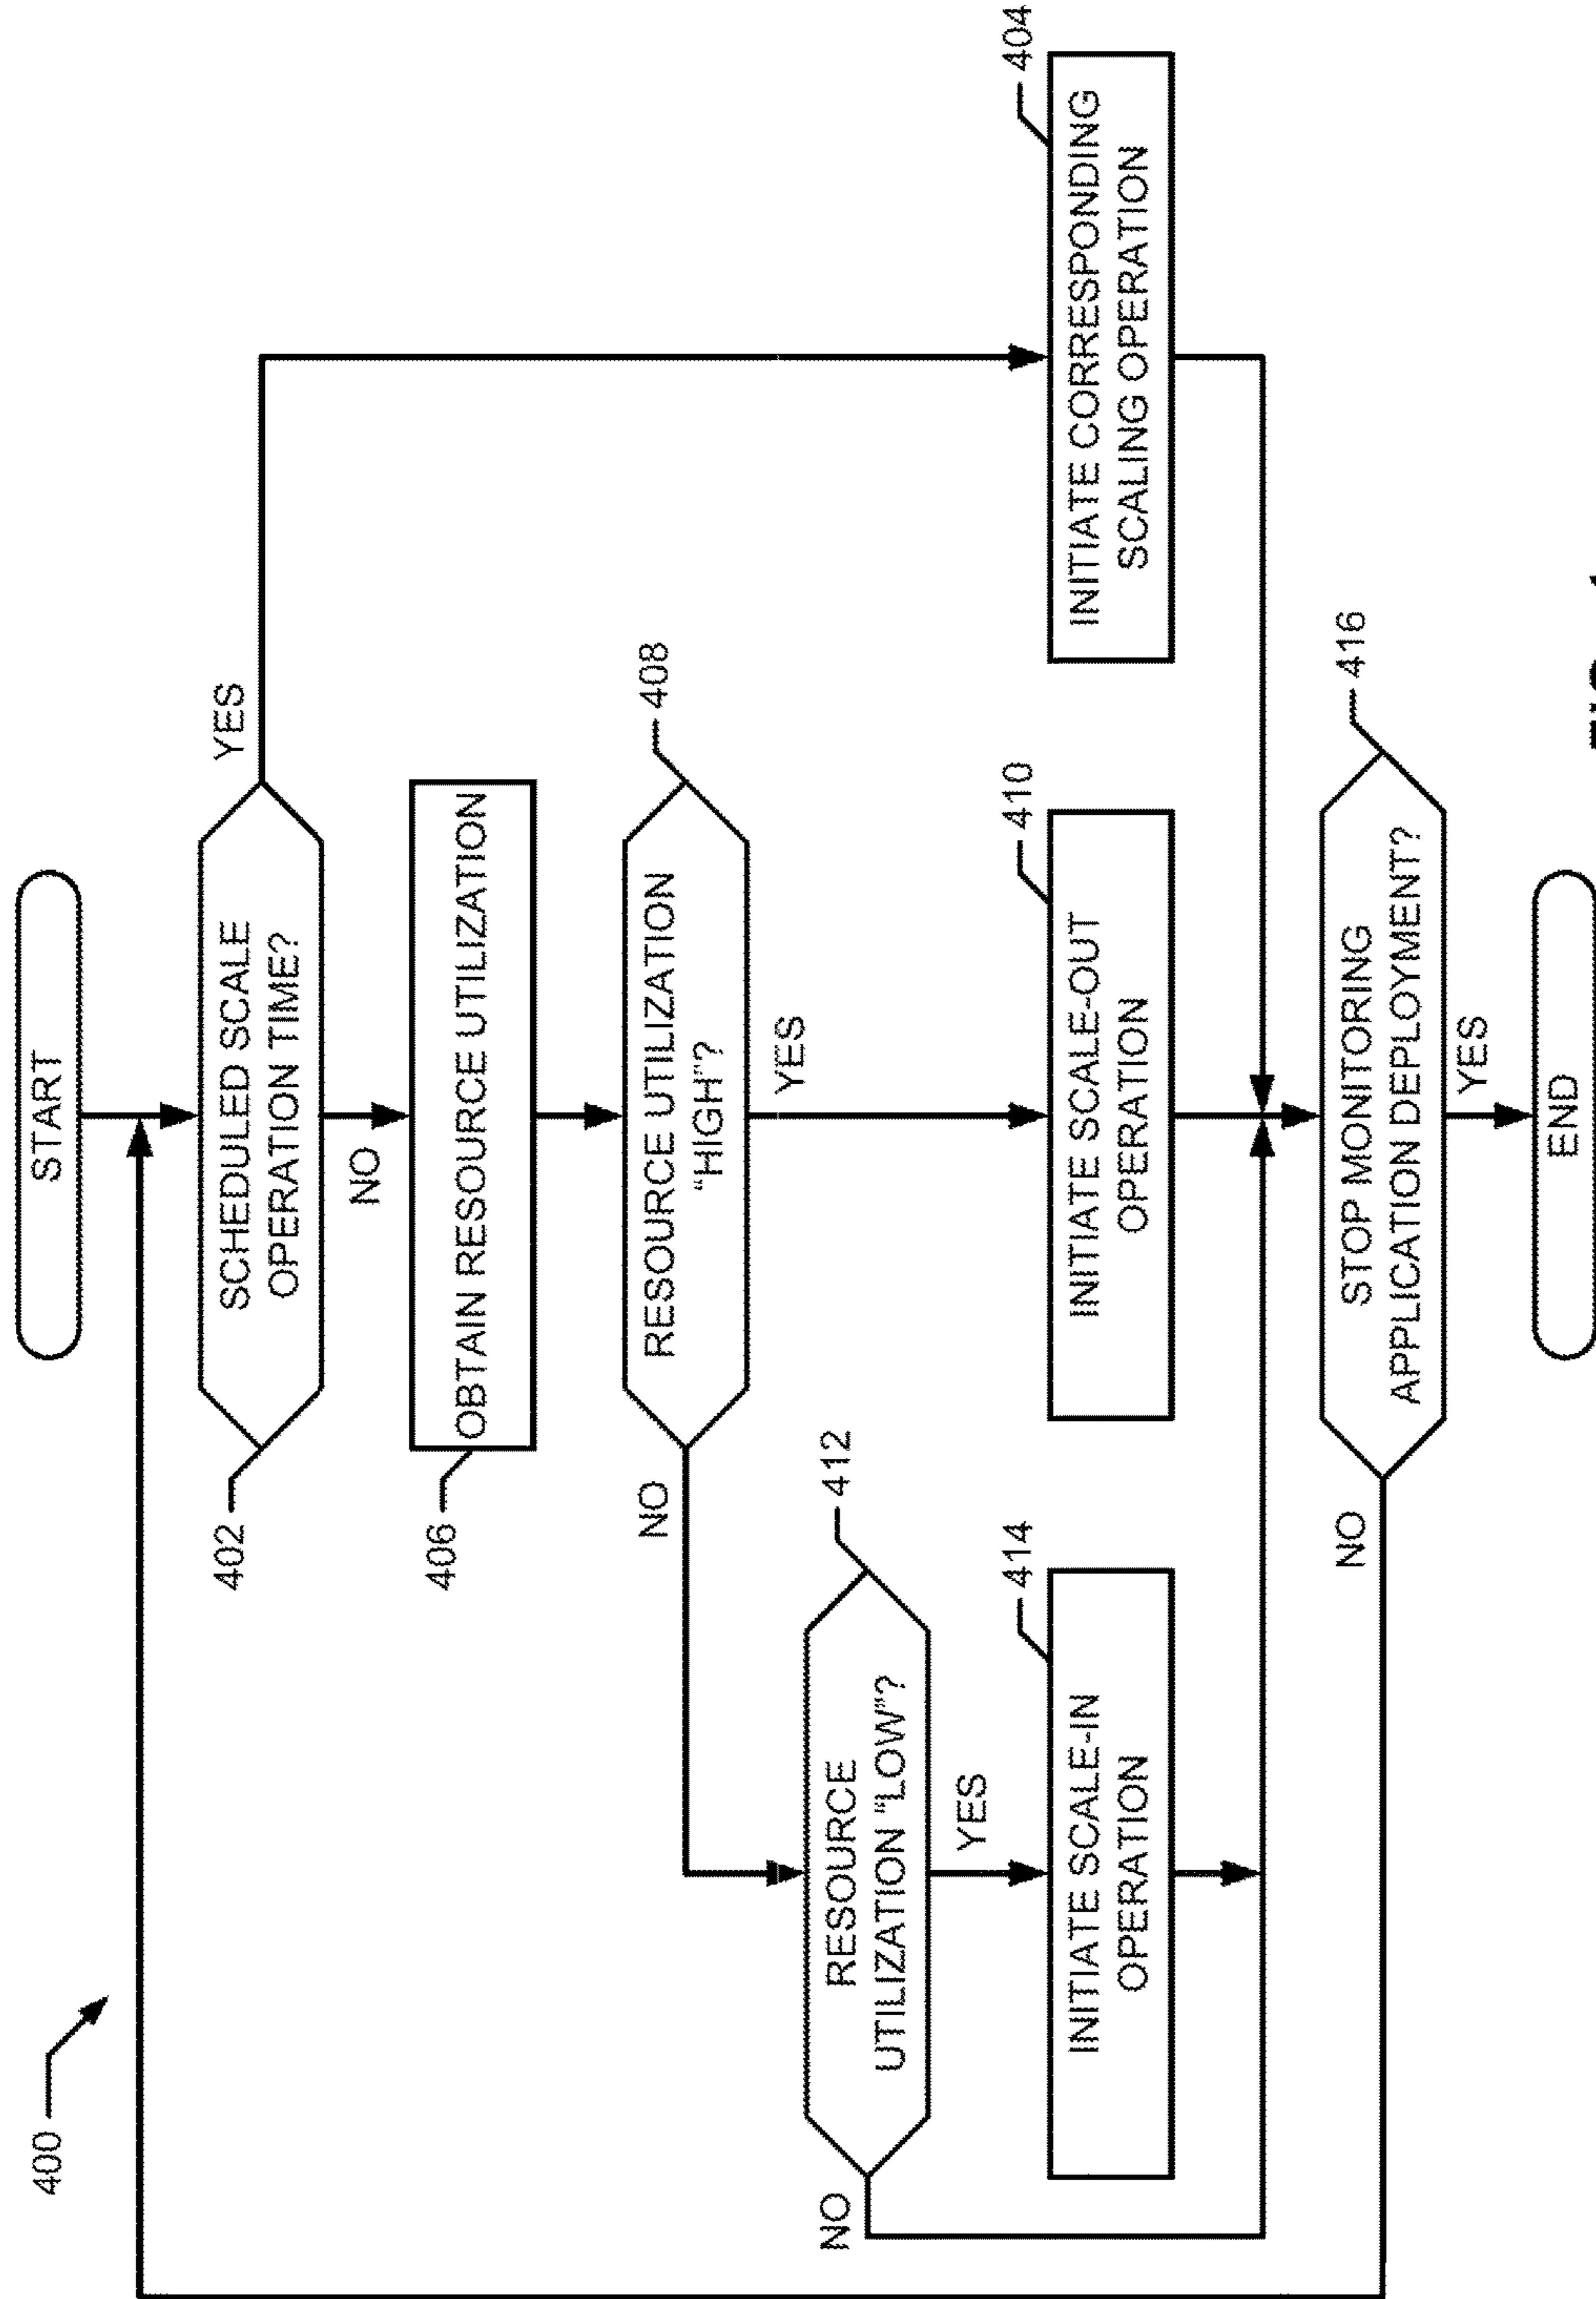 400
START
SCHEDULED SCALE
OPERATION TIME?
402
YES
NO
OBTAIN RESOURCE UTILIZATION
406
RESOURCE UTILIZATION
“HIGH”?
408
NO
YES
RESOURCE
UTILIZATION “LOW”?
412
NO
YES
INITIATE SCALE-IN
OPERATION
414
INITIATE SCALE-OUT
OPERATION
410
INITIATE CORRESPONDING
SCALING OPERATION
404
STOP MONITORING
APPLICATION DEPLOYMENT?
416
NO
YES
END